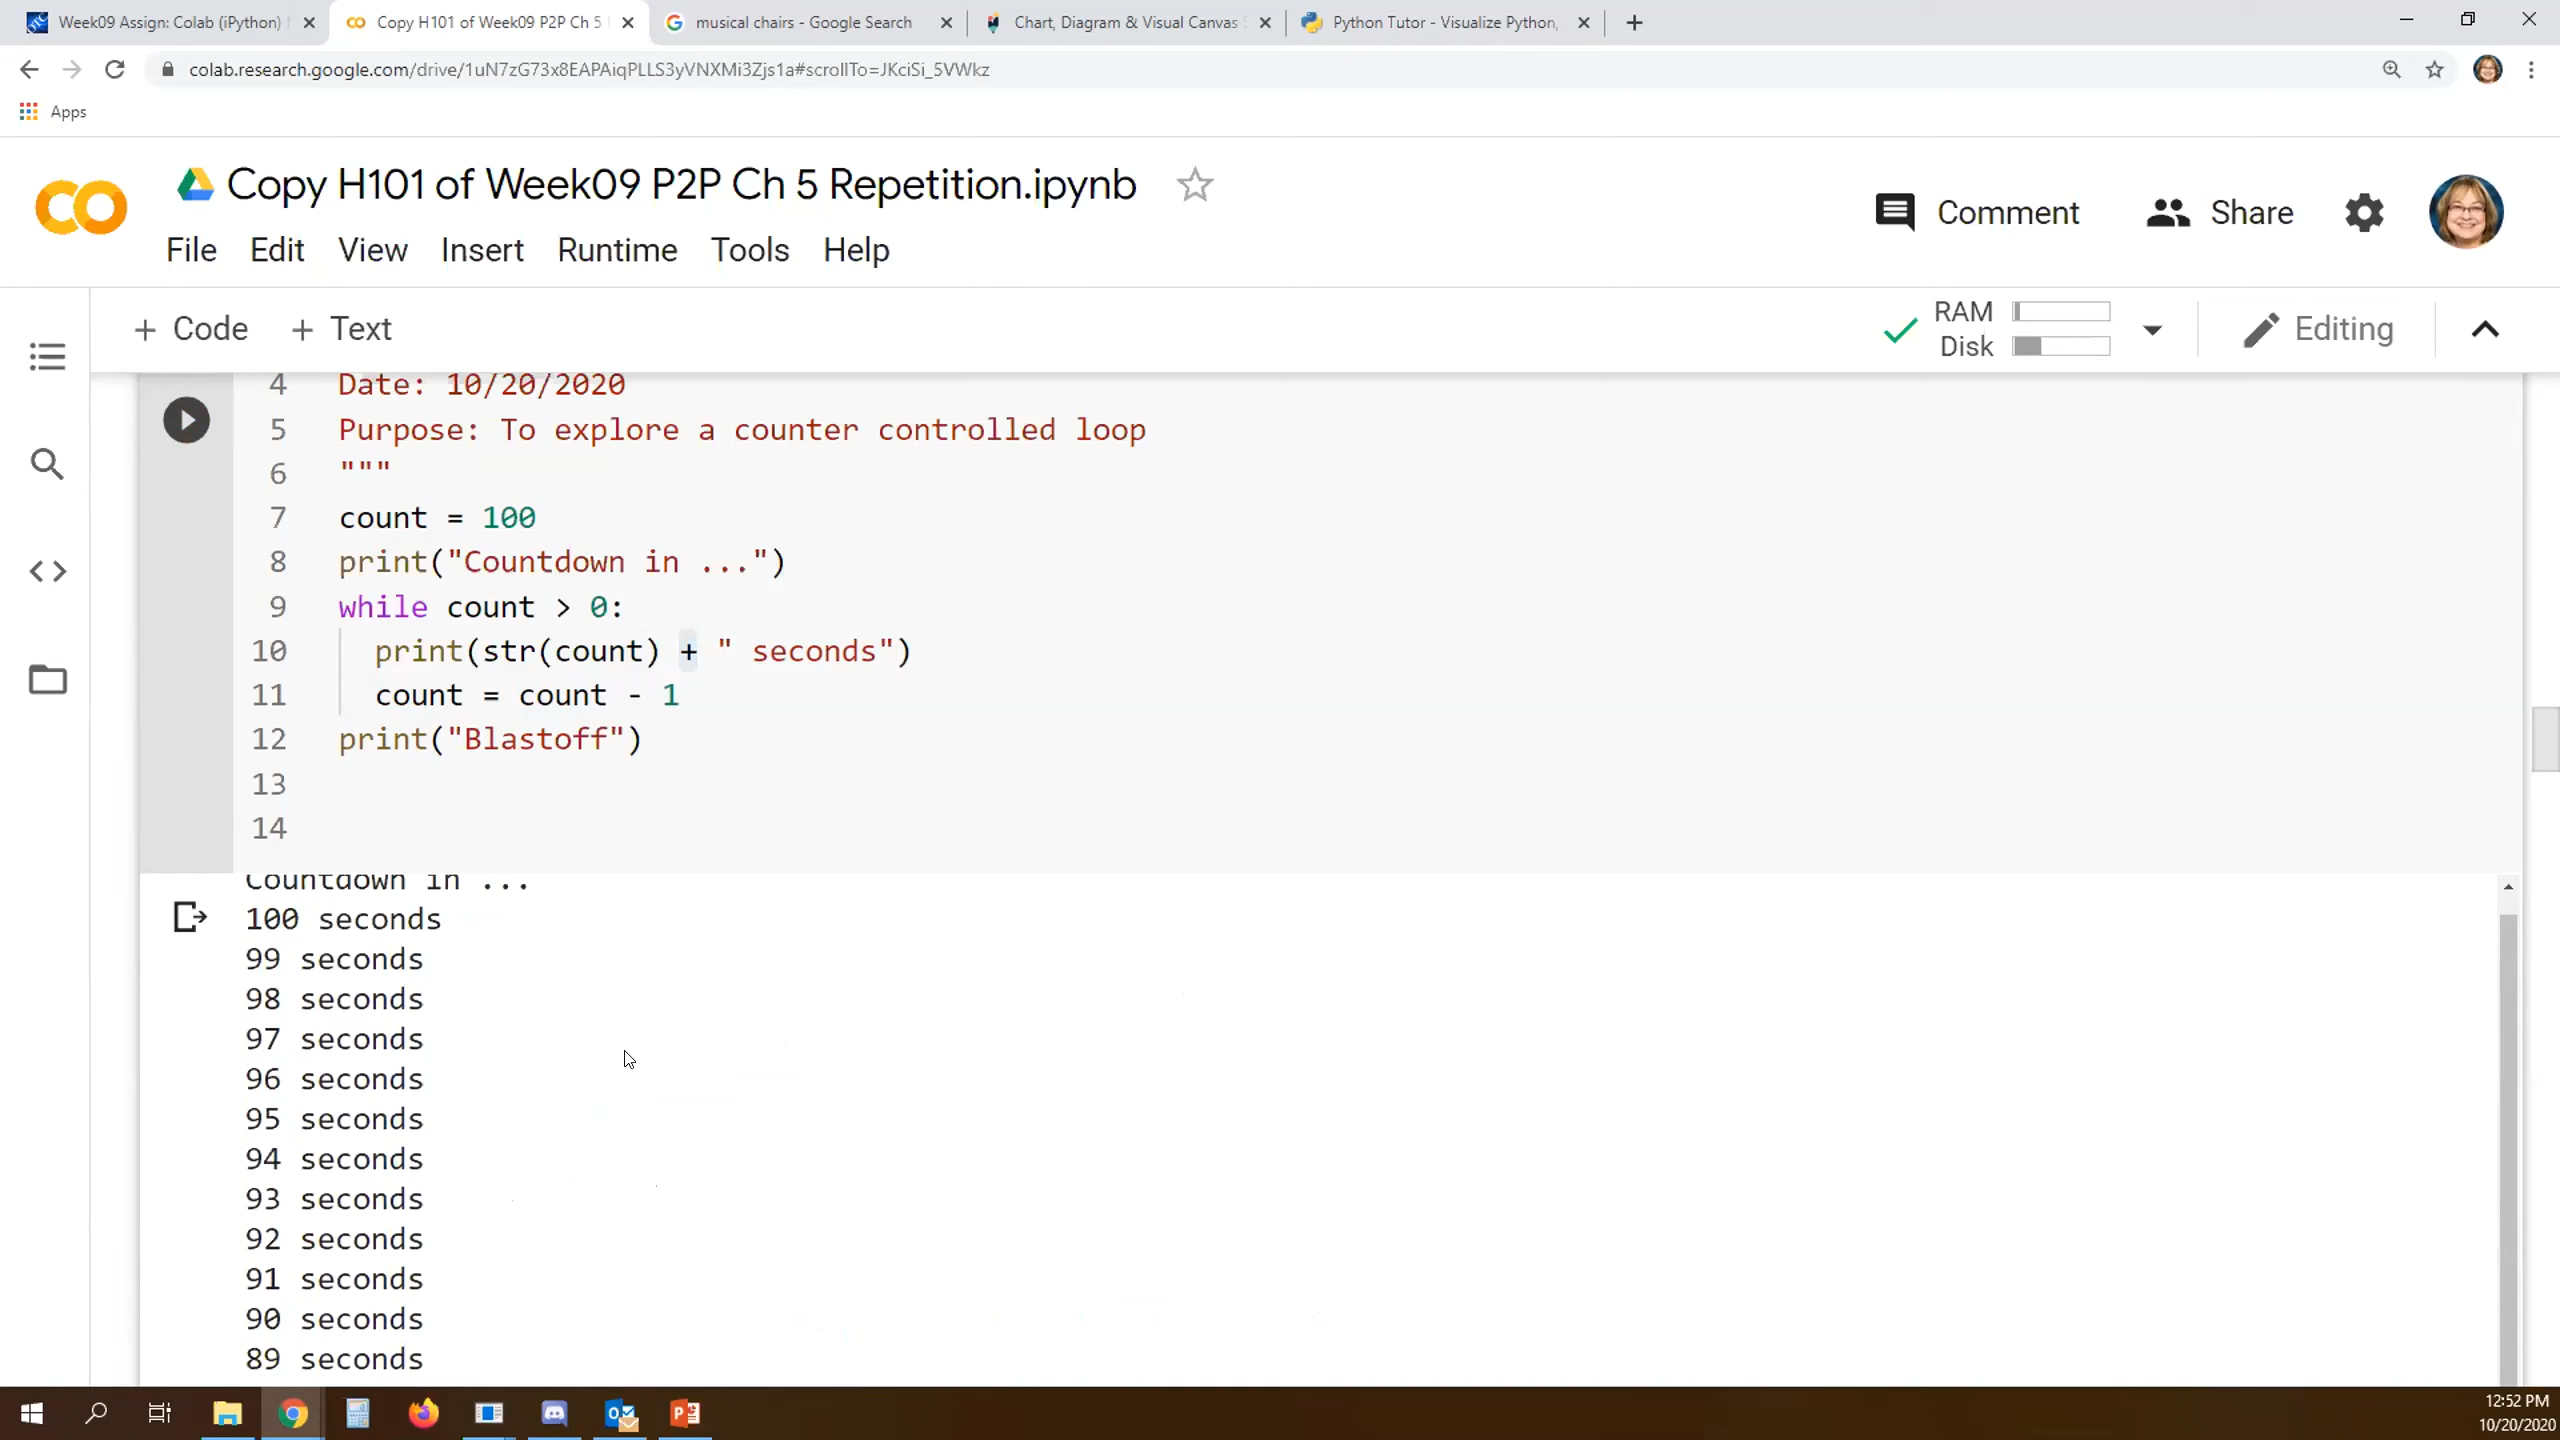 Week09 Assign: Colab (iPython)
Copy H101 of Week09 P2P Ch 5
musical chairs - Google Search
Chart, Diagram & Visual Canvas
Python Tutor - Visualize Python,
colab.research.google.com/drive/1uN7zG73x8EAPAiqPLLS3yVNXMi3Zjs1a#scrollTo=JKciSi_5VWkz
Apps
Copy H101 of Week09 P2P Ch 5 Repetition.ipynb
Comment
Share
File Edit View Insert Runtime Tools Help
+ Code + Text
RAM
Disk
Editing
4 Date: 10/20/2020
5 Purpose: To explore a counter controlled loop
6 """
7 count = 100
8 print("Countdown in ...")
9 while count > 0:
10 print(str(count) + " seconds")
11 count = count - 1
12 print("Blastoff")
13
14
Countdown in ...
100 seconds
99 seconds
98 seconds
97 seconds
96 seconds
95 seconds
94 seconds
93 seconds
92 seconds
91 seconds
90 seconds
89 seconds
12:52 PM
10/20/2020